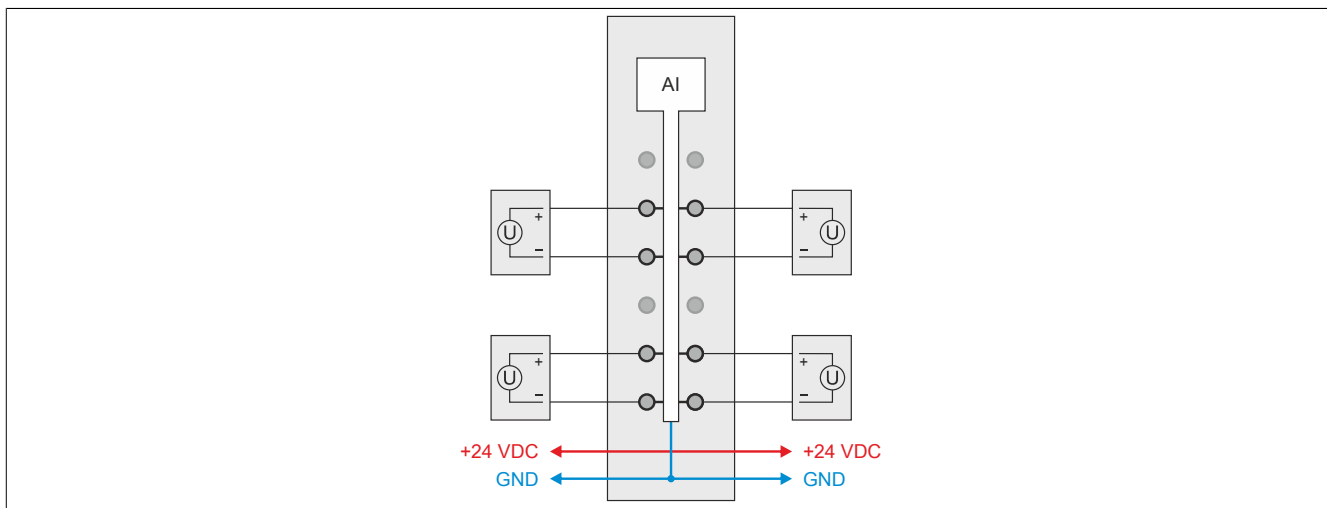 AI
+ +
U U
− −
+ +
U U
− −
+24 VDC +24 VDC
GND GND